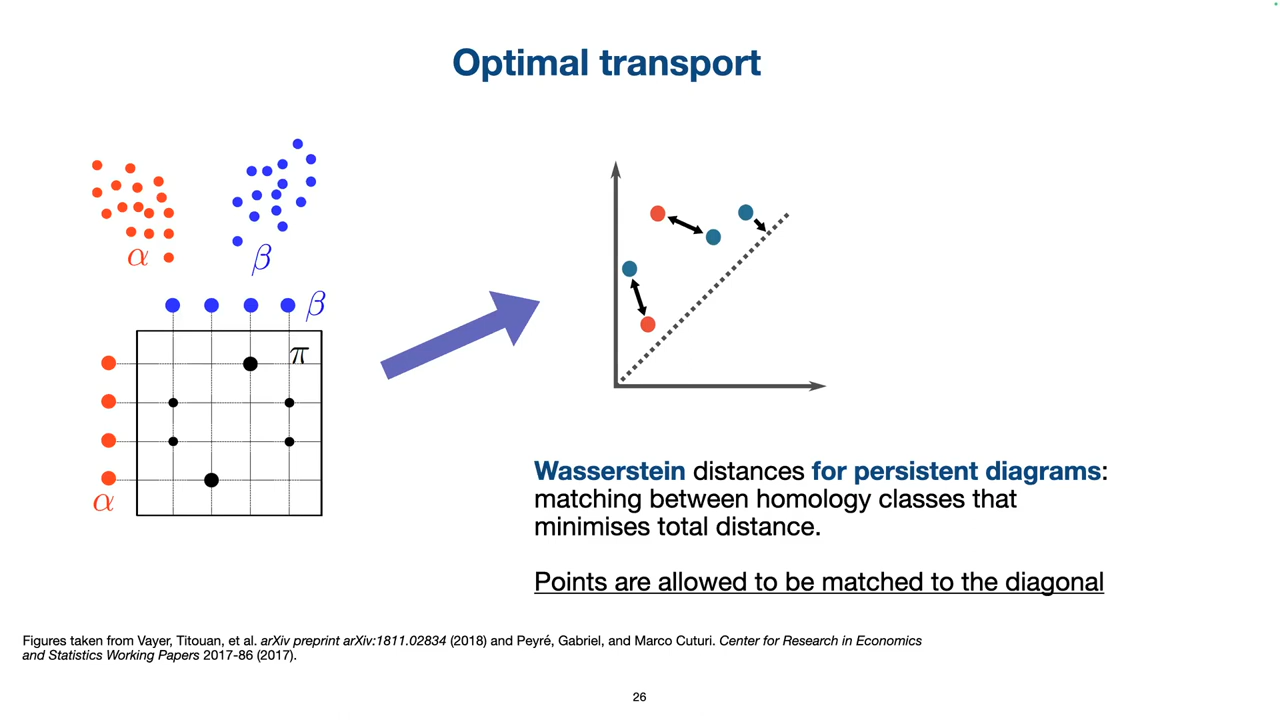 Optimal transport
α
β
β
π
α
Wasserstein distances for persistent diagrams:
matching between homology classes that
minimises total distance.
Points are allowed to be matched to the diagonal
Figures taken from Vayer, Titouan, et al. arXiv preprint arXiv:1811.02834 (2018) and Peyré, Gabriel, and Marco Cuturi. Center for Research in Economics
and Statistics Working Papers 2017-86 (2017).
26